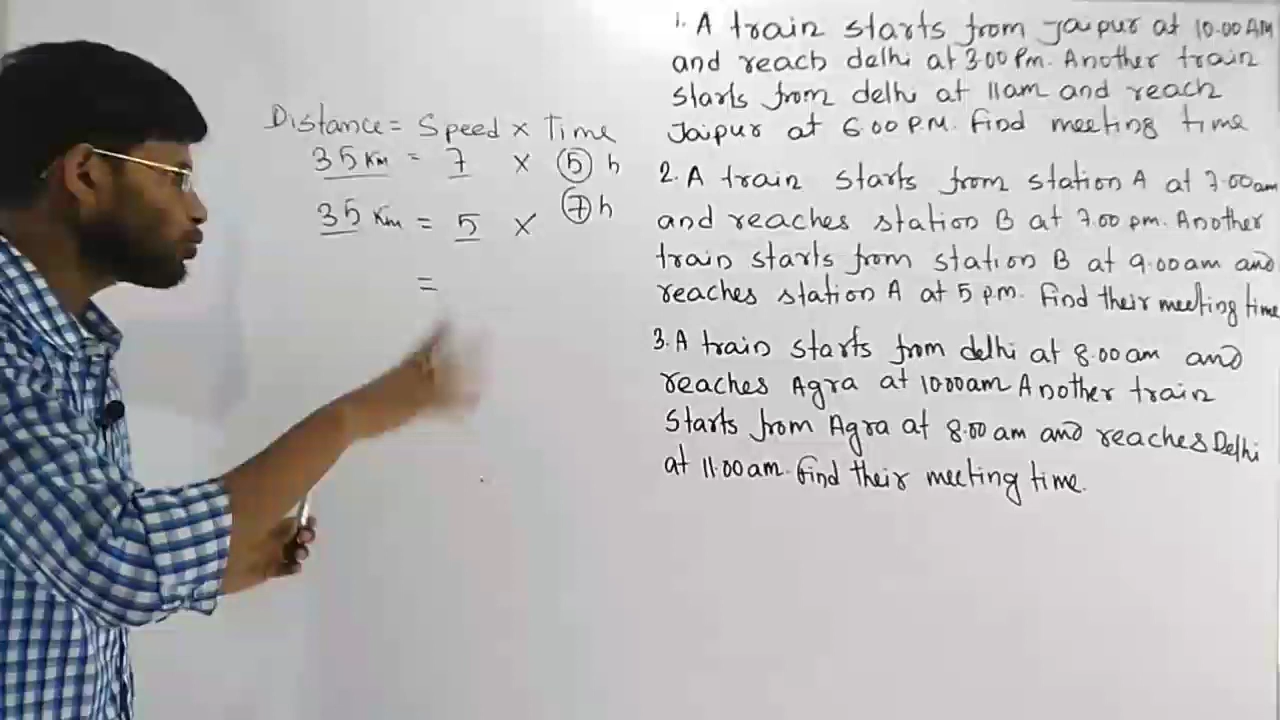 Distance = Speed × Time
35 Km = 7 × 5 h
35 Km = 5 × 7 h
=
1. A train starts from Jaipur at 10.00 AM
and reach delhi at 3.00 Pm. Another train
starts from delhi at 11am and reach
Jaipur at 6.00 P.M. find meeting time
2. A train starts from station A at 7.00am
and reaches station B at 7.00 pm. Another
train starts from station B at 9.00am and
reaches station A at 5 p.m. find their meeting time
3. A train starts from delhi at 8.00 am and
reaches Agra at 10 00 am Another train
starts from Agra at 8.00 am and reaches Delhi
at 11.00 am. find their meeting time.